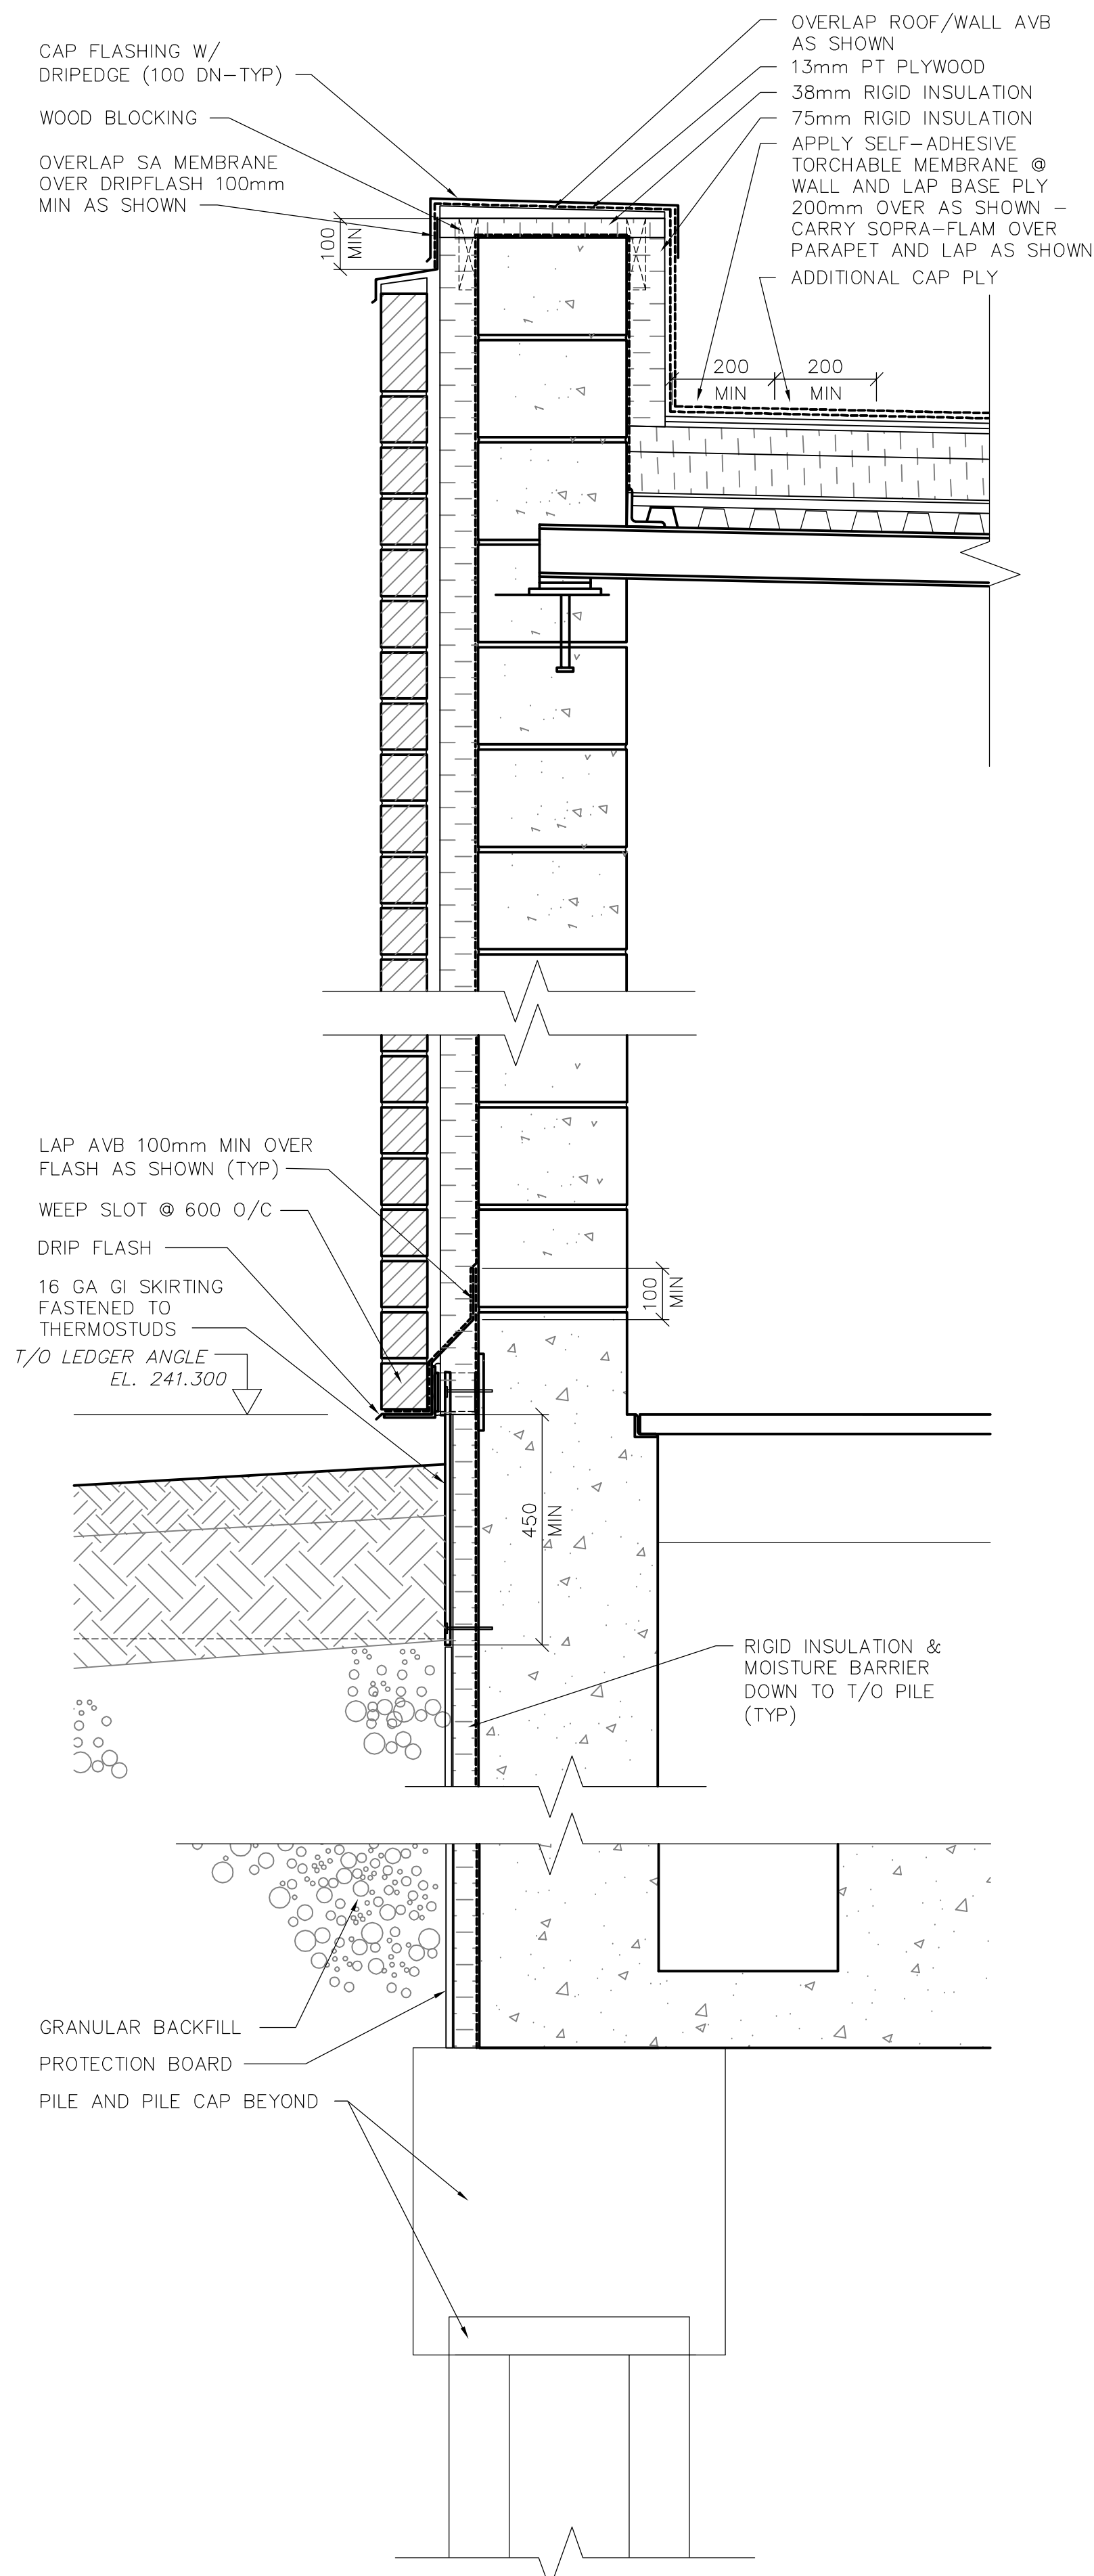 CAP FLASHING W/
DRIPEDGE (100 DN-TYP)
WOOD BLOCKING
OVERLAP SA MEMBRANE
OVER DRIPFLASH 100mm
MIN AS SHOWN
OVERLAP ROOF/WALL AVB
AS SHOWN
13mm PT PLYWOOD
38mm RIGID INSULATION
75mm RIGID INSULATION
APPLY SELF-ADHESIVE
TORCHABLE MEMBRANE @
WALL AND LAP BASE PLY
200mm OVER AS SHOWN -
CARRY SOPRA-FLAM OVER
PARAPET AND LAP AS SHOWN
ADDITIONAL CAP PLY
100
MIN
200
MIN
200
MIN
LAP AVB 100mm MIN OVER
FLASH AS SHOWN (TYP)
WEEP SLOT @ 600 O/C
DRIP FLASH
16 GA GI SKIRTING
FASTENED TO
THERMOSTUDS
T/O LEDGER ANGLE
EL. 241.300
100
MIN
450
MIN
RIGID INSULATION &
MOISTURE BARRIER
DOWN TO T/O PILE
(TYP)
GRANULAR BACKFILL
PROTECTION BOARD
PILE AND PILE CAP BEYOND